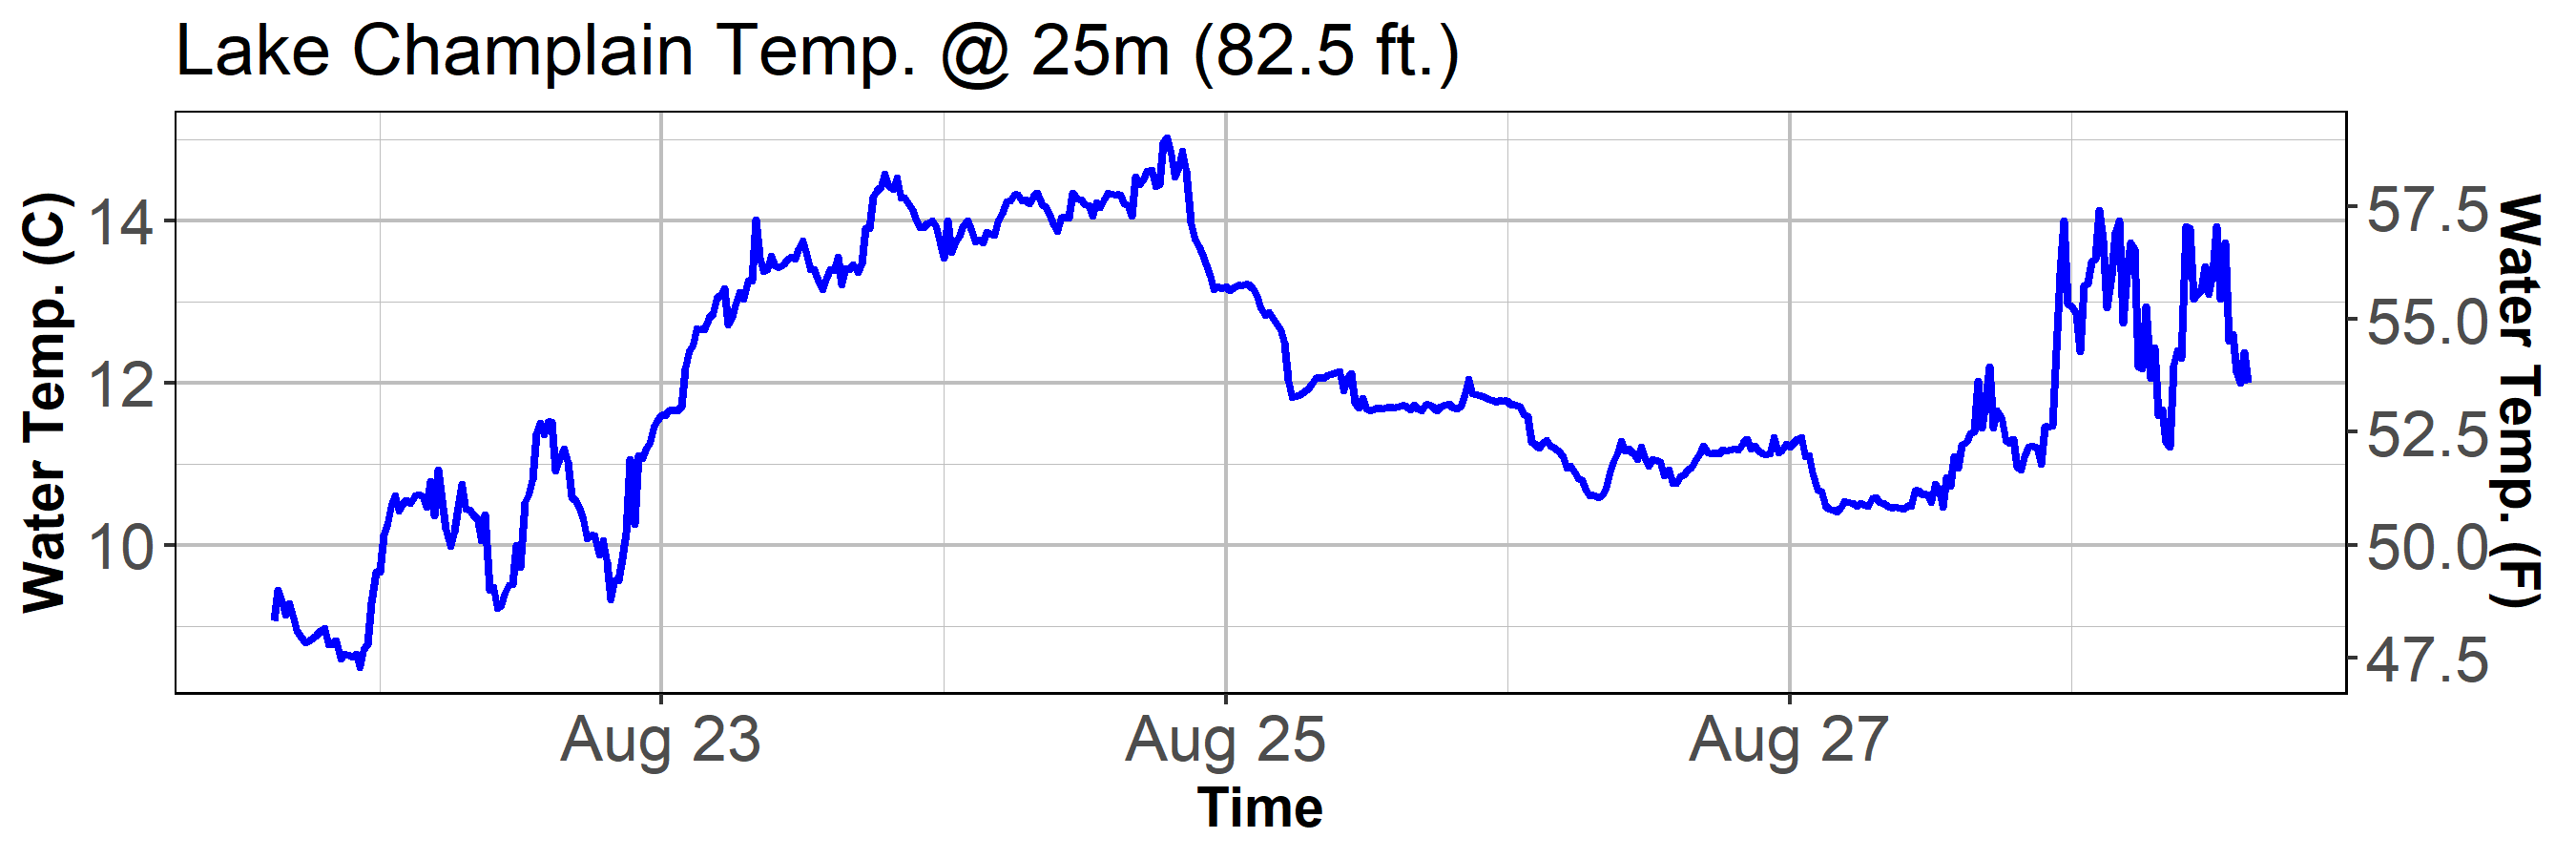 Lake Champlain Temp. @ 25m (82.5 ft.)
Water Temp. (C)
14
12
10
57.5
55.0
52.5
50.0
47.5
Water Temp. (F)
Aug 23
Aug 25
Aug 27
Time